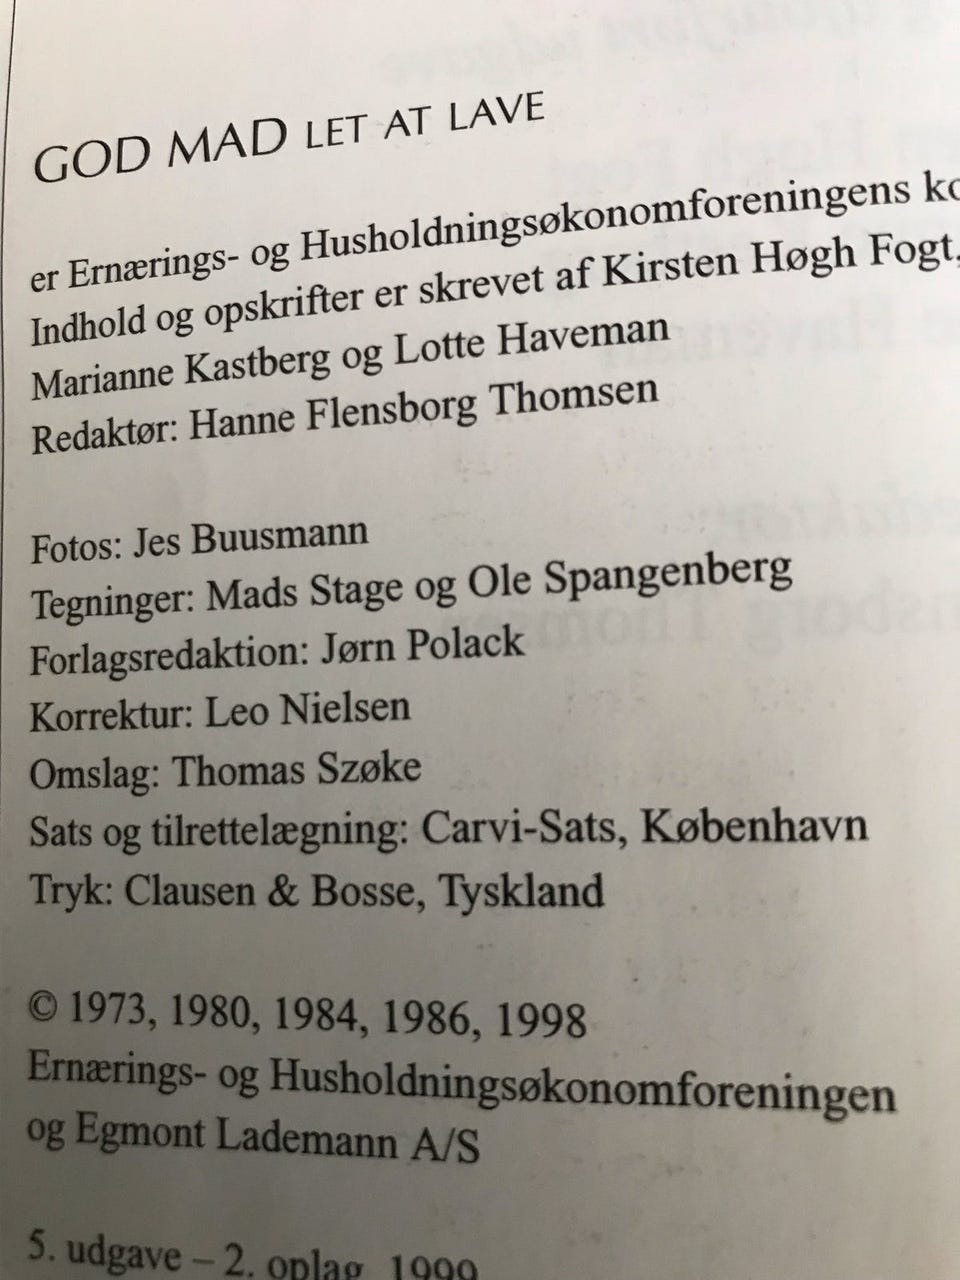 GOD MAD LET AT LAVE
er Ernærings- og Husholdningsøkonomforeningens
Indhold og opskrifter er skrevet af Kirsten Høgh Fogt,
Marianne Kastberg og Lotte Haveman
Redaktør: Hanne Flensborg Thomsen
Fotos: Jes Buusmann
Tegninger: Mads Stage og Ole Spangenberg
Forlagsredaktion: Jørn Polack
Korrektur: Leo Nielsen
Omslag: Thomas Szøke
Sats og tilrettelægning: Carvi-Sats, København
Tryk: Clausen & Bosse, Tyskland
© 1973, 1980, 1984, 1986, 1998
Ernærings- og Husholdningsøkonomforeningen
og Egmont Lademann A/S
5. udgave – 2. oplag, 1999